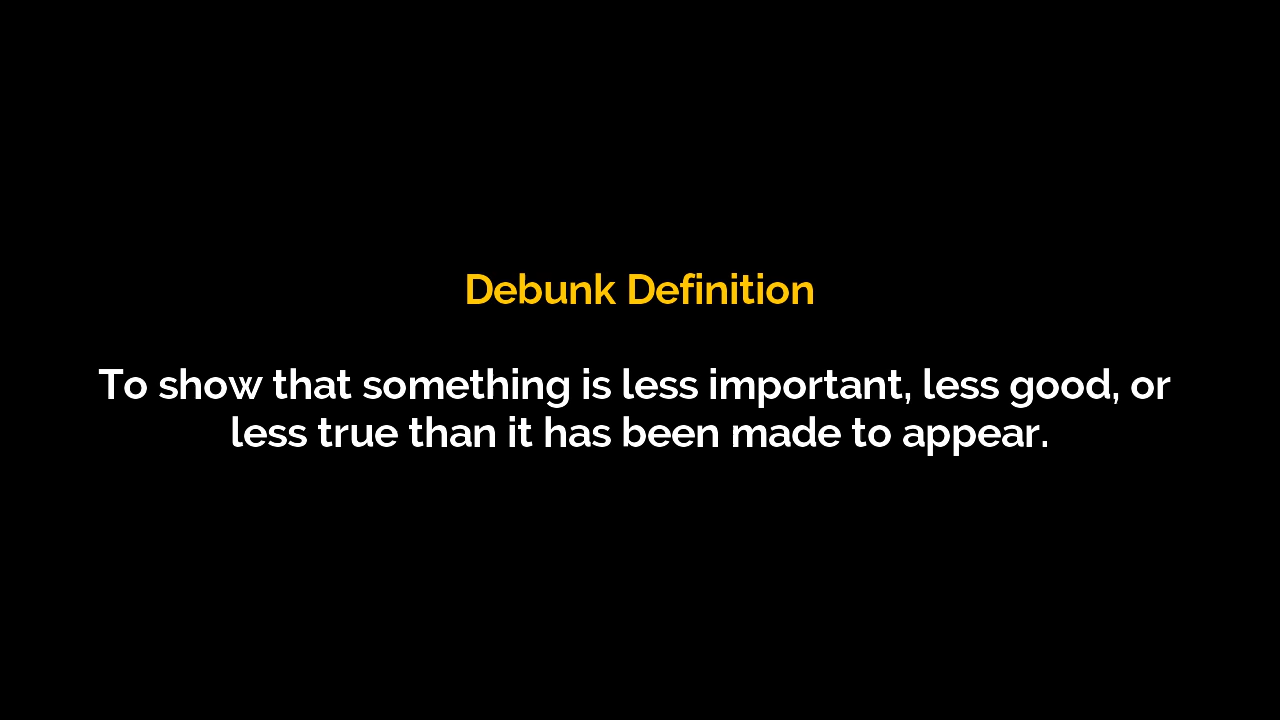 Debunk Definition
To show that something is less important, less good, or
less true than it has been made to appear.